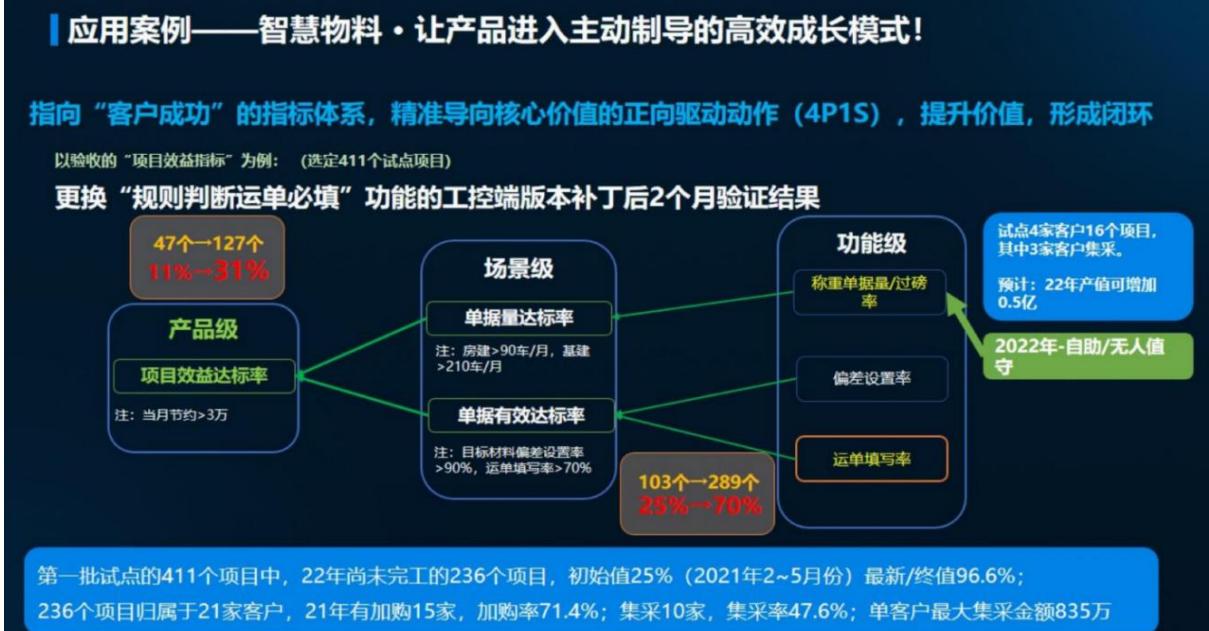 应用案例——智慧物料·让产品进入主动制导的高效成长模式！
指向“客户成功”的指标体系，精准导向核心价值的正向驱动动作（4P1S），提升价值，形成闭环
以验收的“项目效益指标”为例：（选定411个试点项目）
更换“规则判断运单必填”功能的工控端版本补丁后2个月验证结果
47个→127个
11%→31%
产品级
项目效益达标率
注：当月节约>3万
场景级
单据量达标率
注：房建>90车/月，基建
>210车/月
单据有效达标率
注：目标材料偏差设置率
>90%，运单填写率>70%
103个→289个
25%→70%
功能级
称重单据量/过磅
率
偏差设置率
运单填写率
试点4家客户16个项目，
其中3家客户集采。
预计：22年产值可增加
0.5亿
2022年-自助/无人值
守
第一批试点的411个项目中，22年尚未完工的236个项目，初始值25%（2021年2~5月份）最新/终值96.6%；
236个项目归属于21家客户，21年有加购15家，加购率71.4%；集采10家，集采率47.6%；单客户最大集采金额835万